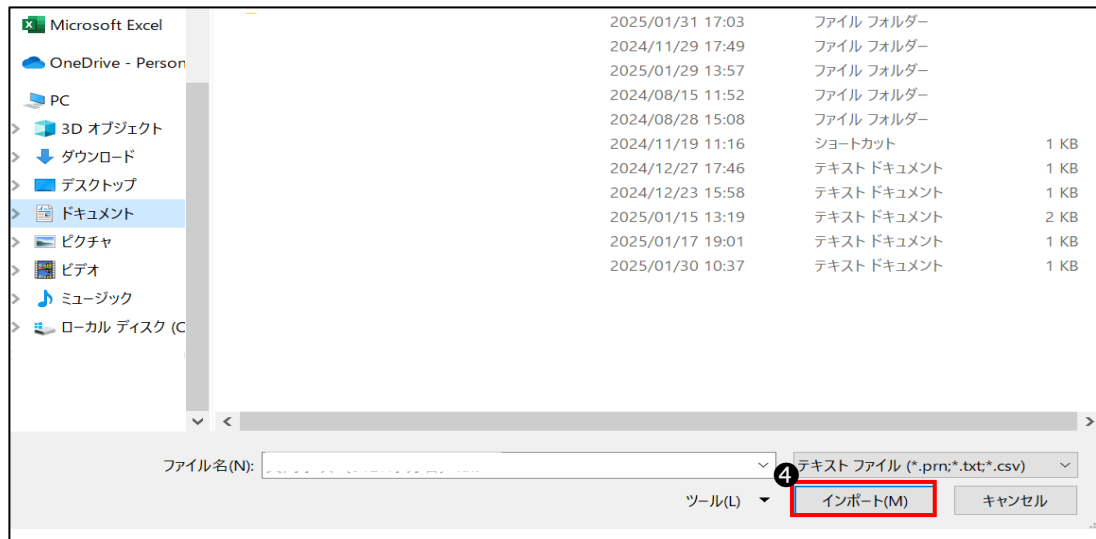 Microsoft Excel
OneDrive - Person
PC
3D オブジェクト
ダウンロード
デスクトップ
ドキュメント
ピクチャ
ビデオ
ミュージック
ローカル ディスク (C
2025/01/31 17:03 ファイル フォルダー
2024/11/29 17:49 ファイル フォルダー
2025/01/29 13:57 ファイル フォルダー
2024/08/15 11:52 ファイル フォルダー
2024/08/28 15:08 ファイル フォルダー
2024/11/19 11:16 ショートカット 1 KB
2024/12/27 17:46 テキスト ドキュメント 1 KB
2024/12/23 15:58 テキスト ドキュメント 1 KB
2025/01/15 13:19 テキスト ドキュメント 2 KB
2025/01/17 19:01 テキスト ドキュメント 1 KB
2025/01/30 10:37 テキスト ドキュメント 1 KB
ファイル名(N):
テキスト ファイル (*.prn;*.txt;*.csv)
❹
ツール(L) インポート(M) キャンセル